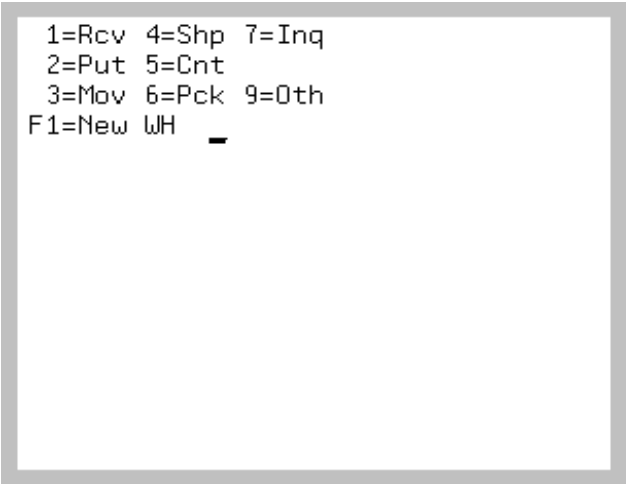 1=Rcv 4=Shp 7=Inq
2=Put 5=Cnt
3=Mov 6=Pck 9=Oth
F1=New WH _